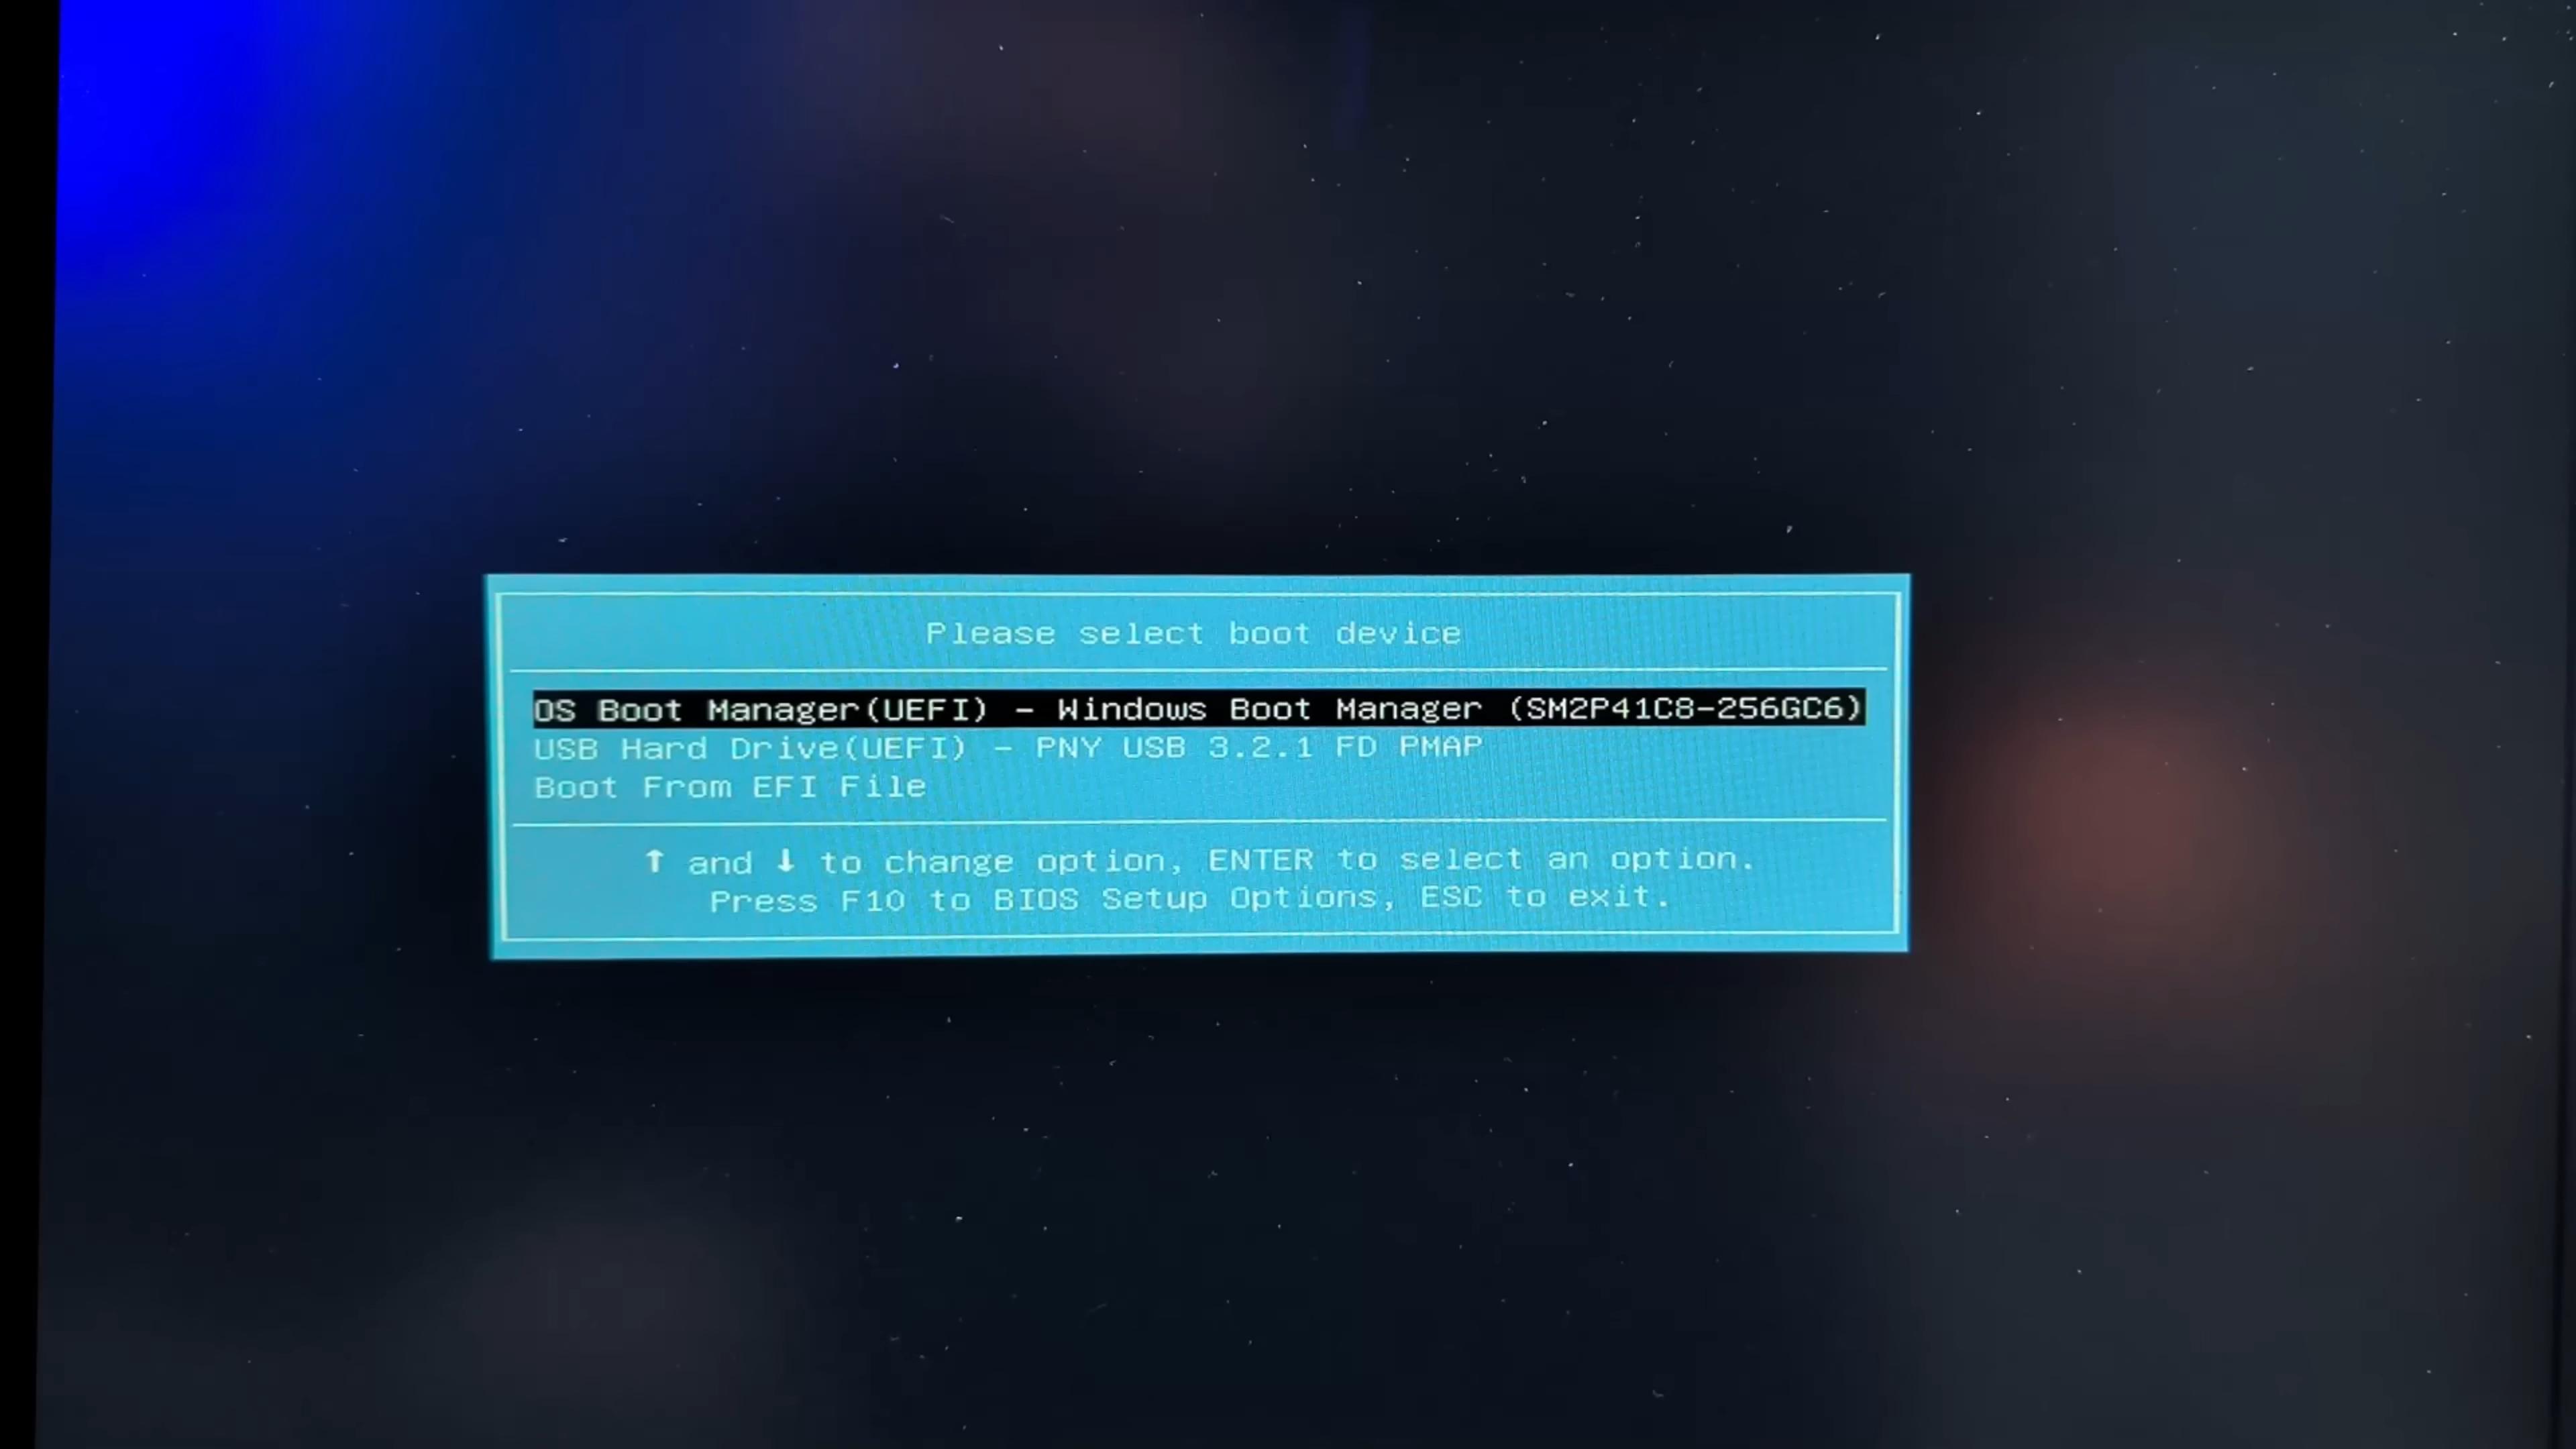 Please select boot device
OS Boot Manager(UEFI) - Windows Boot Manager (SM2P41C8-256GC6)
USB Hard Drive(UEFI) - PNY USB 3.2.1 FD PMAP
Boot From EFI File
↑ and ↓ to change option, ENTER to select an option.
Press F10 to BIOS Setup Options, ESC to exit.